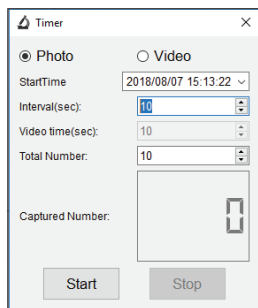 Timer
Photo Video
StartTime 2018/08/07 15:13:22
Interval(sec): 10
Video time(sec): 10
Total Number: 10
Captured Number: 0
Start Stop